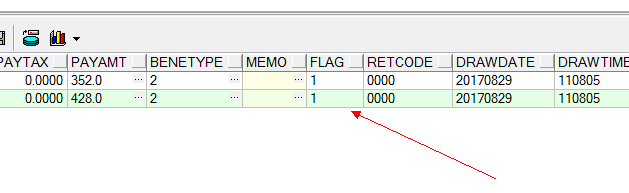 PAYTAX PAYAMT BENETYPE MEMO FLAG RETCODE DRAWDATE DRAWTIME
0.0000 352.0 ... 2 ... ... 1 0000 20170829 110805
0.0000 428.0 ... 2 ... ... 1 0000 20170829 110805